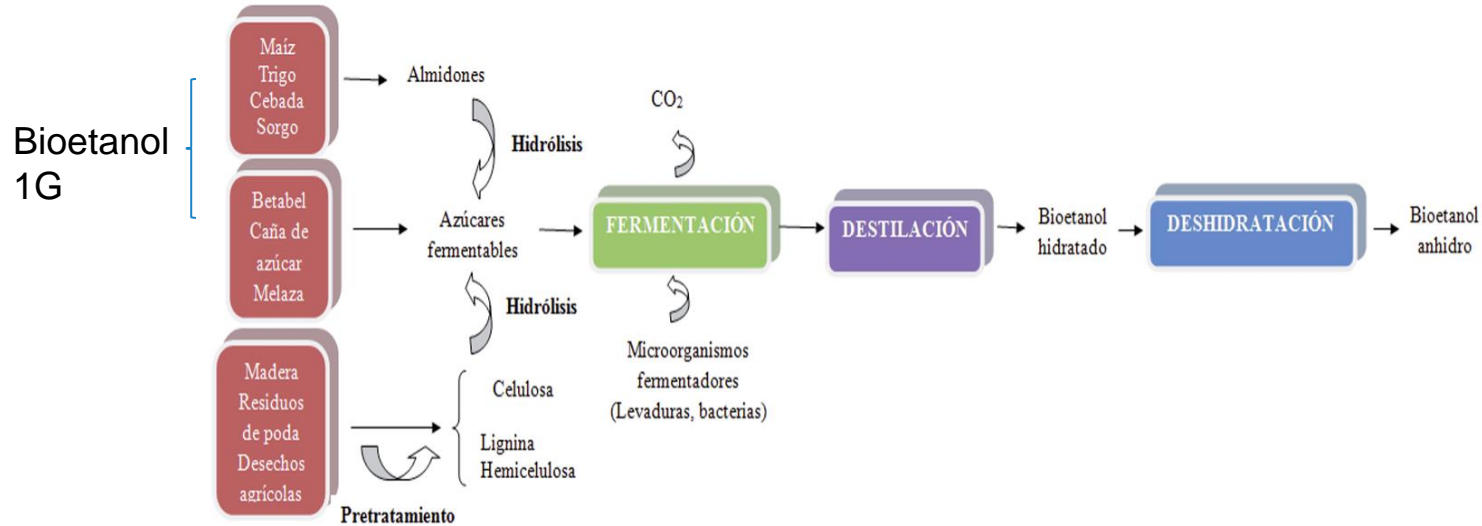 Bioetanol
1G
Maíz
Trigo
Cebada
Sorgo
Almidones
Hidrólisis
Betabel
Caña de
azúcar
Melaza
Azúcares
fermentables
Hidrólisis
Madera
Residuos
de poda
Desechos
agrícolas
Pretratamiento
Celulosa
Lignina
Hemicelulosa
CO₂
FERMENTACIÓN
Microorganismos
fermentadores
(Levaduras, bacterias)
DESTILACIÓN
Bioetanol
hidratado
DESHIDRATACIÓN
Bioetanol
anhidro